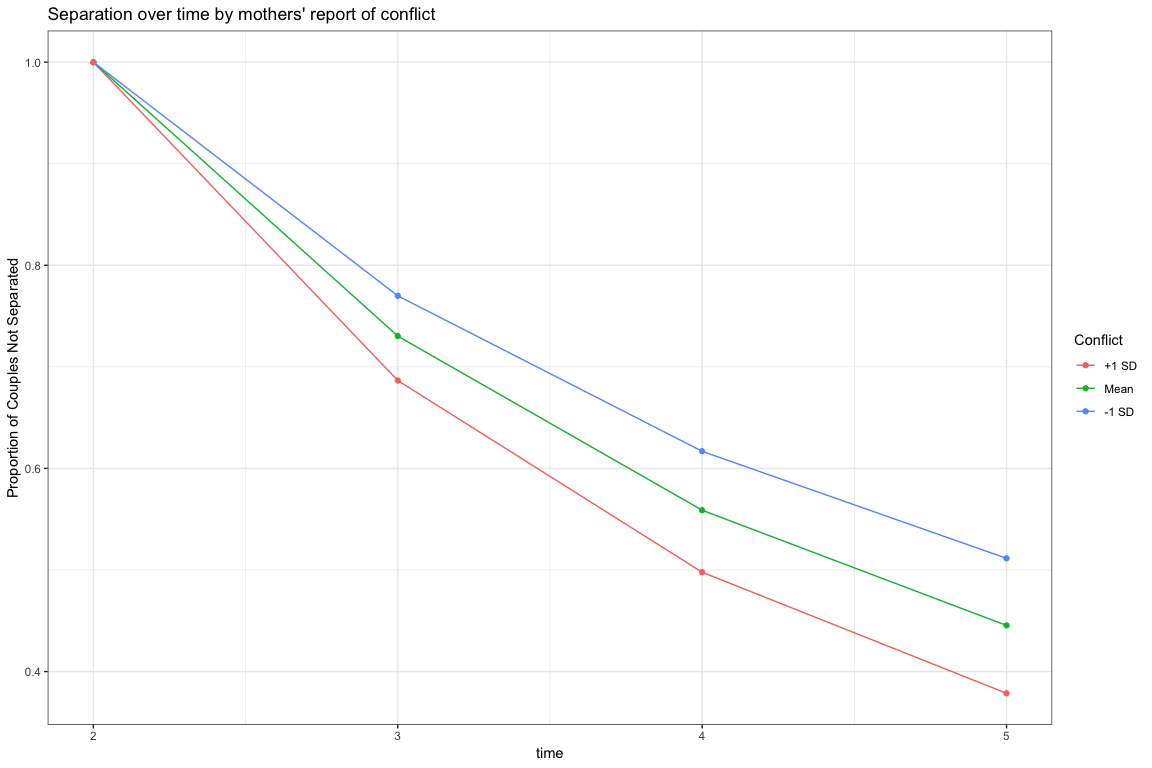 Separation over time by mothers' report of conflict
Proportion of Couples Not Separated
1.0
0.8
0.6
0.4
2
3
4
5
time
Conflict
+1 SD
Mean
-1 SD